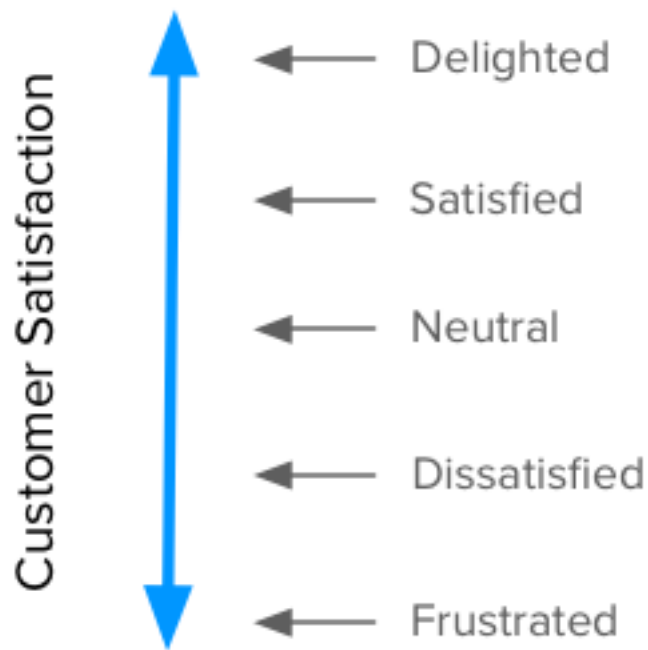 Customer Satisfaction
Delighted
Satisfied
Neutral
Dissatisfied
Frustrated